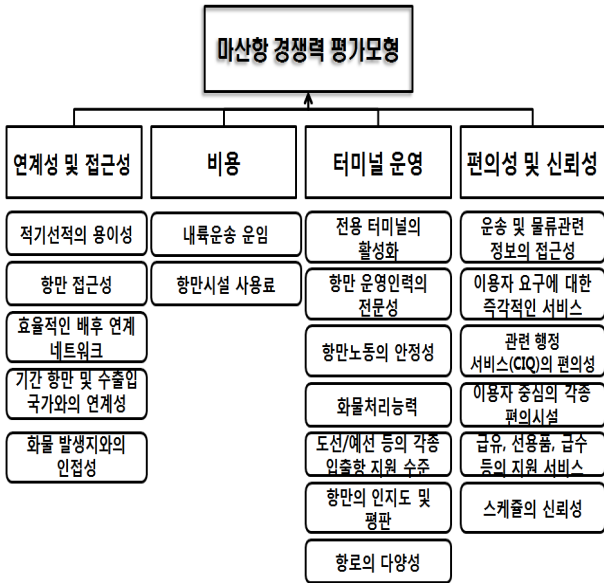 마산항 경쟁력 평가모형
연계성 및 접근성
적기선적의 용이성
항만 접근성
효율적인 배후 연계
네트워크
기간 항만 및 수출입
국가와의 연계성
화물 발생지와의
인접성
비용
내륙운송 운임
항만시설 사용료
터미널 운영
전용 터미널의
활성화
항만 운영인력의
전문성
항만노동의 안정성
화물처리능력
도선/예선 등의 각종
입출항 지원 수준
항만의 인지도 및
평판
항로의 다양성
편의성 및 신뢰성
운송 및 물류관련
정보의 접근성
이용자 요구에 대한
즉각적인 서비스
관련 행정
서비스(CIQ)의 편의성
이용자 중심의 각종
편의시설
급유, 선용품, 급수
등의 지원 서비스
스케쥴의 신뢰성